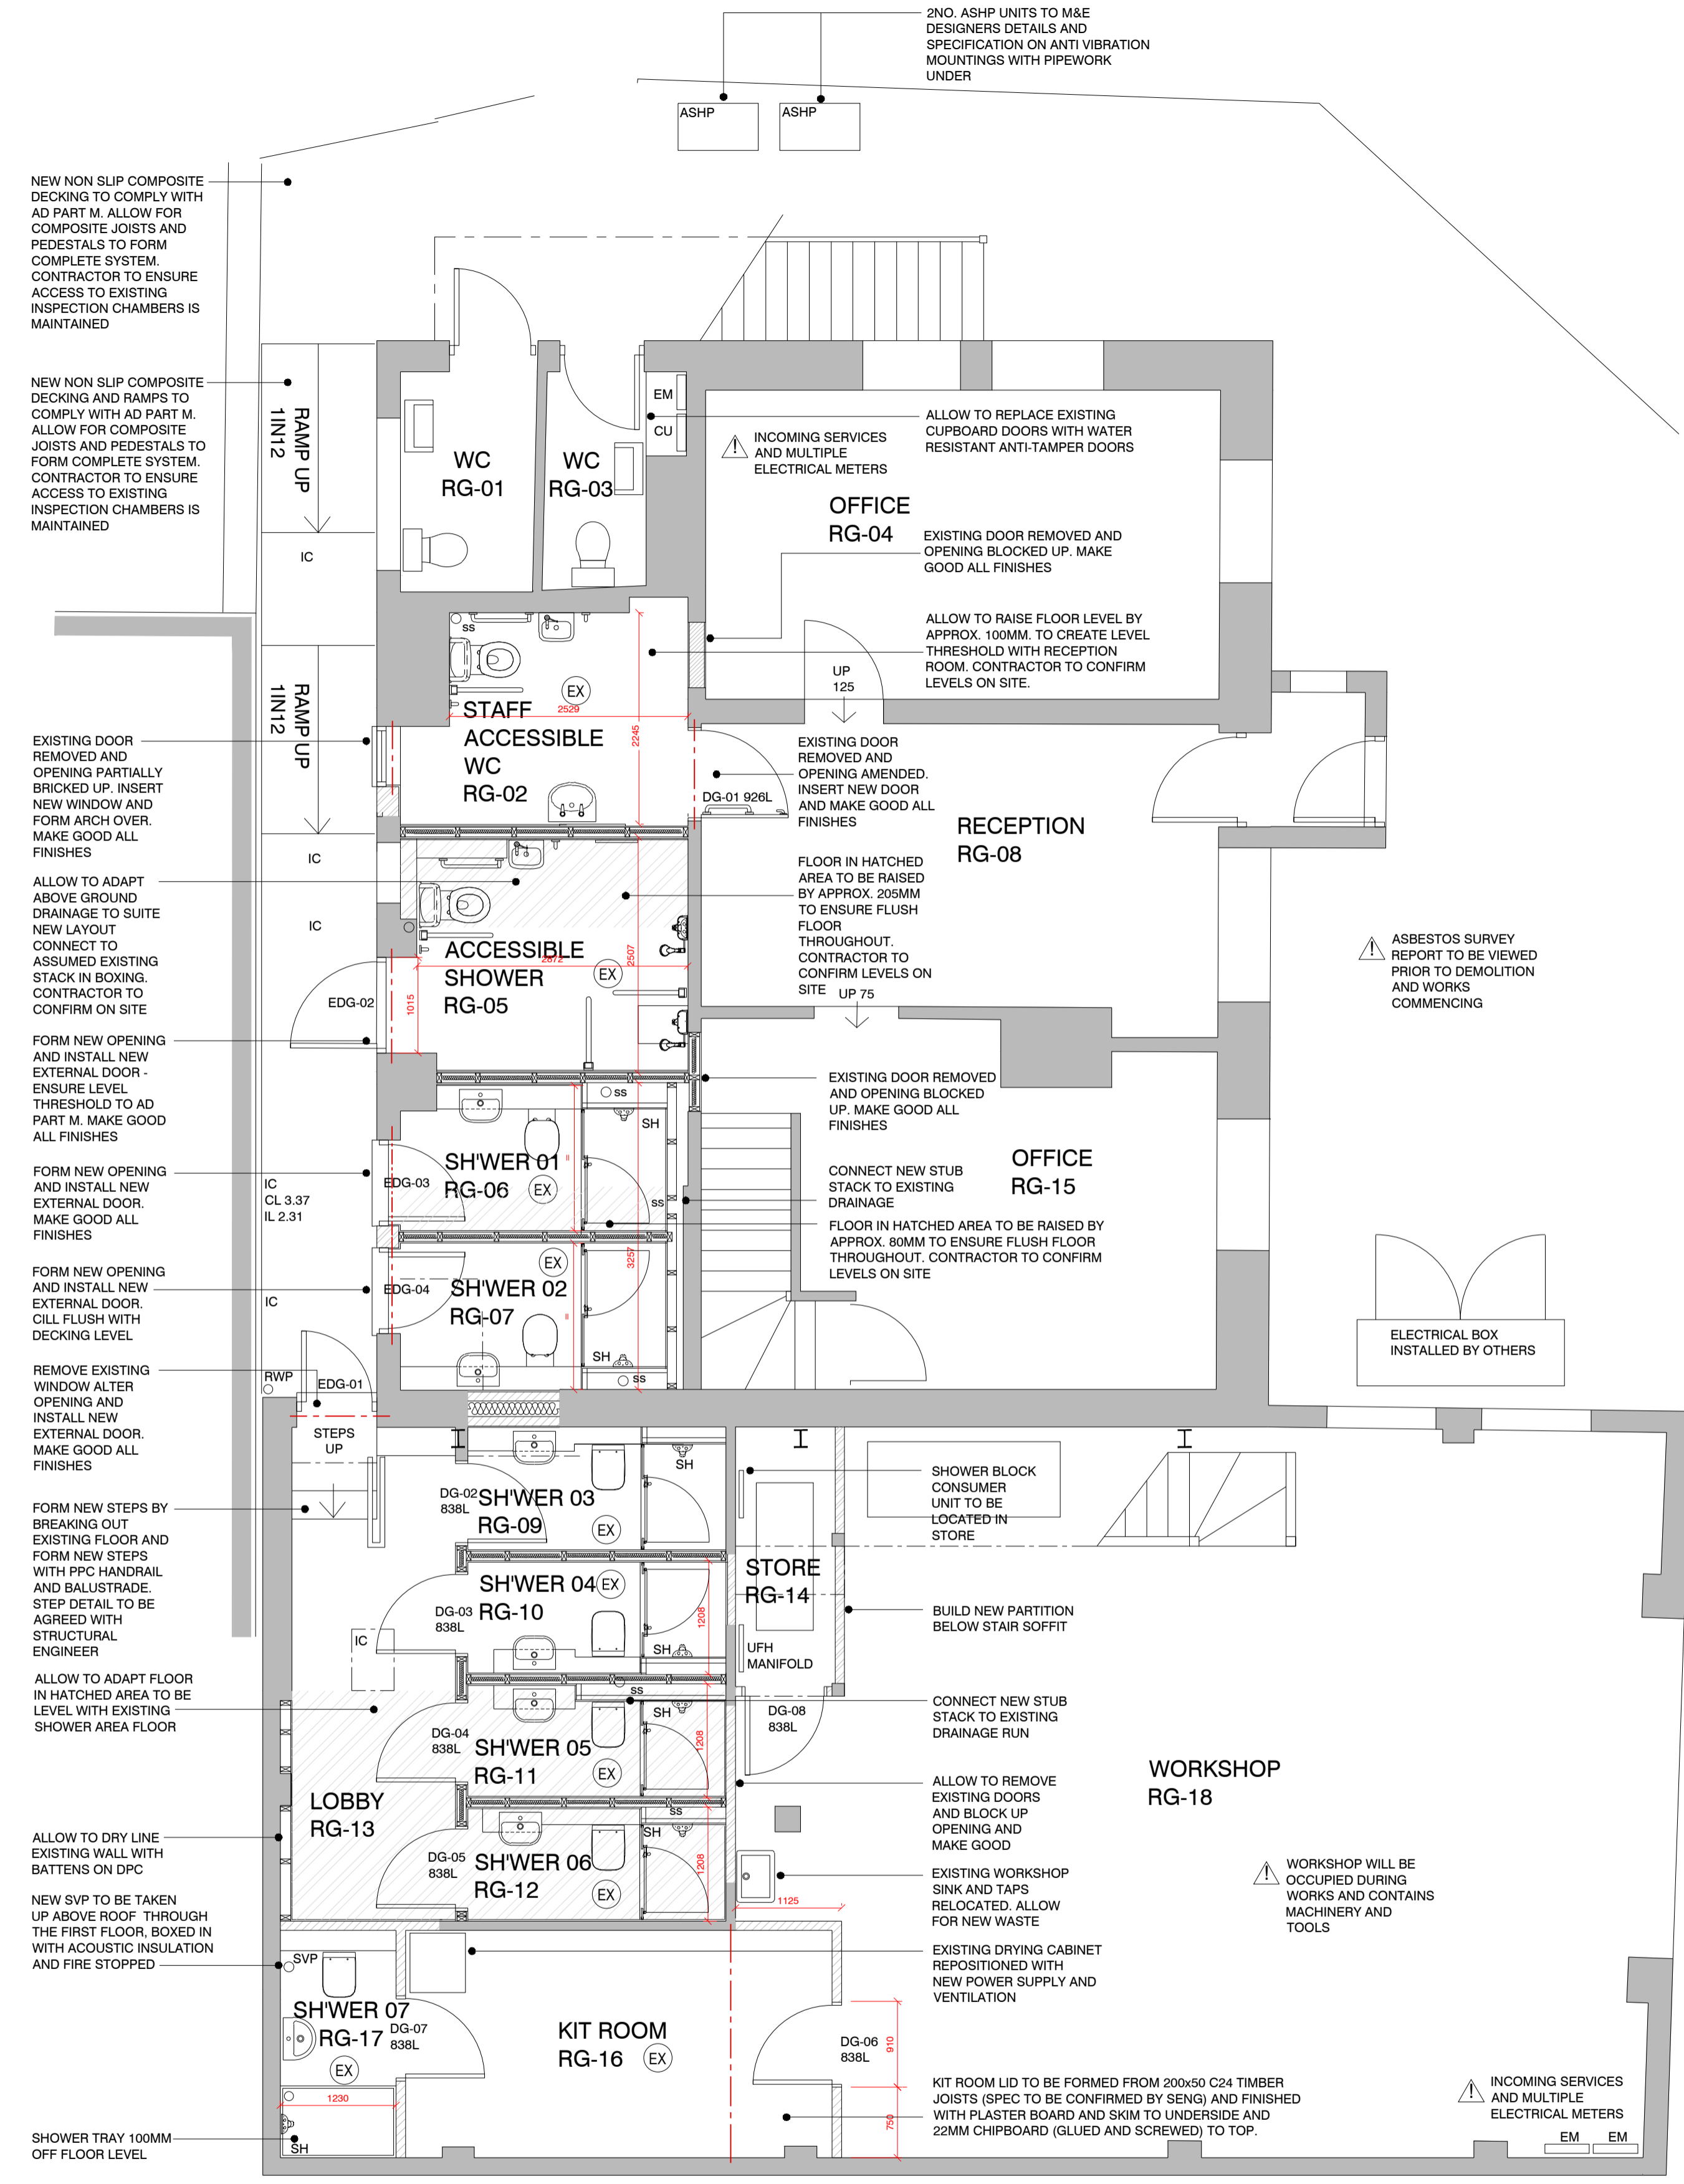 2NO. ASHP UNITS TO M&E
DESIGNERS DETAILS AND
SPECIFICATION ON ANTI VIBRATION
MOUNTINGS WITH PIPEWORK
UNDER
ASHP
ASHP
NEW NON SLIP COMPOSITE
DECKING TO COMPLY WITH
AD PART M. ALLOW FOR
COMPOSITE JOISTS AND
PEDESTALS TO FORM
COMPLETE SYSTEM.
CONTRACTOR TO ENSURE
ACCESS TO EXISTING
INSPECTION CHAMBERS IS
MAINTAINED
NEW NON SLIP COMPOSITE
DECKING AND RAMPS TO
COMPLY WITH AD PART M.
ALLOW FOR COMPOSITE
JOISTS AND PEDESTALS TO
FORM COMPLETE SYSTEM.
CONTRACTOR TO ENSURE
ACCESS TO EXISTING
INSPECTION CHAMBERS IS
MAINTAINED
RAMP UP
1IN12
IC
RAMP UP
1IN12
IC
IC
WC
RG-01
WC
RG-03
EM
CU
INCOMING SERVICES
AND MULTIPLE
ELECTRICAL METERS
ALLOW TO REPLACE EXISTING
CUPBOARD DOORS WITH WATER
RESISTANT ANTI-TAMPER DOORS
OFFICE
RG-04
EXISTING DOOR REMOVED AND
OPENING BLOCKED UP. MAKE
GOOD ALL FINISHES
ALLOW TO RAISE FLOOR LEVEL BY
APPROX. 100MM. TO CREATE LEVEL
THRESHOLD WITH RECEPTION
ROOM. CONTRACTOR TO CONFIRM
LEVELS ON SITE.
UP
125
SS
EX
2529
2245
STAFF
ACCESSIBLE
WC
RG-02
EXISTING DOOR
REMOVED AND
OPENING PARTIALLY
BRICKED UP. INSERT
NEW WINDOW AND
FORM ARCH OVER.
MAKE GOOD ALL
FINISHES
EXISTING DOOR
REMOVED AND
OPENING AMENDED.
INSERT NEW DOOR
AND MAKE GOOD ALL
FINISHES
DG-01 926L
RECEPTION
RG-08
ALLOW TO ADAPT
ABOVE GROUND
DRAINAGE TO SUITE
NEW LAYOUT
CONNECT TO
ASSUMED EXISTING
STACK IN BOXING.
CONTRACTOR TO
CONFIRM ON SITE
FLOOR IN HATCHED
AREA TO BE RAISED
BY APPROX. 205MM
TO ENSURE FLUSH
FLOOR
THROUGHOUT.
CONTRACTOR TO
CONFIRM LEVELS ON
SITE
UP 75
ACCESSIBLE
SHOWER
RG-05
2872
2507
1015
EX
EDG-02
ASBESTOS SURVEY
REPORT TO BE VIEWED
PRIOR TO DEMOLITION
AND WORKS
COMMENCING
FORM NEW OPENING
AND INSTALL NEW
EXTERNAL DOOR -
ENSURE LEVEL
THRESHOLD TO AD
PART M. MAKE GOOD
ALL FINISHES
EXISTING DOOR REMOVED
AND OPENING BLOCKED
UP. MAKE GOOD ALL
FINISHES
SS
SH
SH'WER 01
RG-06
EX
EDG-03
SS
=
OFFICE
RG-15
CONNECT NEW STUB
STACK TO EXISTING
DRAINAGE
FLOOR IN HATCHED AREA TO BE RAISED BY
APPROX. 80MM TO ENSURE FLUSH FLOOR
THROUGHOUT. CONTRACTOR TO CONFIRM
LEVELS ON SITE
FORM NEW OPENING
AND INSTALL NEW
EXTERNAL DOOR.
MAKE GOOD ALL
FINISHES
IC
CL 3.37
IL 2.31
FORM NEW OPENING
AND INSTALL NEW
EXTERNAL DOOR.
CILL FLUSH WITH
DECKING LEVEL
IC
EX
EDG-04
SH'WER 02
RG-07
3257
=
SH
SS
ELECTRICAL BOX
INSTALLED BY OTHERS
REMOVE EXISTING
WINDOW ALTER
OPENING AND
INSTALL NEW
EXTERNAL DOOR.
MAKE GOOD ALL
FINISHES
RWP
EDG-01
STEPS
UP
FORM NEW STEPS BY
BREAKING OUT
EXISTING FLOOR AND
FORM NEW STEPS
WITH PPC HANDRAIL
AND BALUSTRADE.
STEP DETAIL TO BE
AGREED WITH
STRUCTURAL
ENGINEER
DG-02
838L
SH'WER 03
RG-09
EX
SH
SHOWER BLOCK
CONSUMER
UNIT TO BE
LOCATED IN
STORE
STORE
RG-14
SH'WER 04
RG-10
EX
DG-03
838L
1208
SH
IC
UFH
MANIFOLD
BUILD NEW PARTITION
BELOW STAIR SOFFIT
ALLOW TO ADAPT FLOOR
IN HATCHED AREA TO BE
LEVEL WITH EXISTING
SHOWER AREA FLOOR
SS
SH
DG-04
838L
SH'WER 05
RG-11
EX
1208
DG-08
838L
CONNECT NEW STUB
STACK TO EXISTING
DRAINAGE RUN
WORKSHOP
RG-18
ALLOW TO REMOVE
EXISTING DOORS
AND BLOCK UP
OPENING AND
MAKE GOOD
LOBBY
RG-13
SS
SH
DG-05
838L
SH'WER 06
RG-12
EX
1208
ALLOW TO DRY LINE
EXISTING WALL WITH
BATTENS ON DPC
EXISTING WORKSHOP
SINK AND TAPS
RELOCATED. ALLOW
FOR NEW WASTE
1125
WORKSHOP WILL BE
OCCUPIED DURING
WORKS AND CONTAINS
MACHINERY AND
TOOLS
NEW SVP TO BE TAKEN
UP ABOVE ROOF THROUGH
THE FIRST FLOOR, BOXED IN
WITH ACOUSTIC INSULATION
AND FIRE STOPPED
SVP
EXISTING DRYING CABINET
REPOSITIONED WITH
NEW POWER SUPPLY AND
VENTILATION
SH'WER 07
RG-17
DG-07
838L
EX
KIT ROOM
RG-16
EX
DG-06
838L
910
750
1230
SH
KIT ROOM LID TO BE FORMED FROM 200x50 C24 TIMBER
JOISTS (SPEC TO BE CONFIRMED BY SENG) AND FINISHED
WITH PLASTER BOARD AND SKIM TO UNDERSIDE AND
22MM CHIPBOARD (GLUED AND SCREWED) TO TOP.
INCOMING SERVICES
AND MULTIPLE
ELECTRICAL METERS
EM
EM
SHOWER TRAY 100MM
OFF FLOOR LEVEL